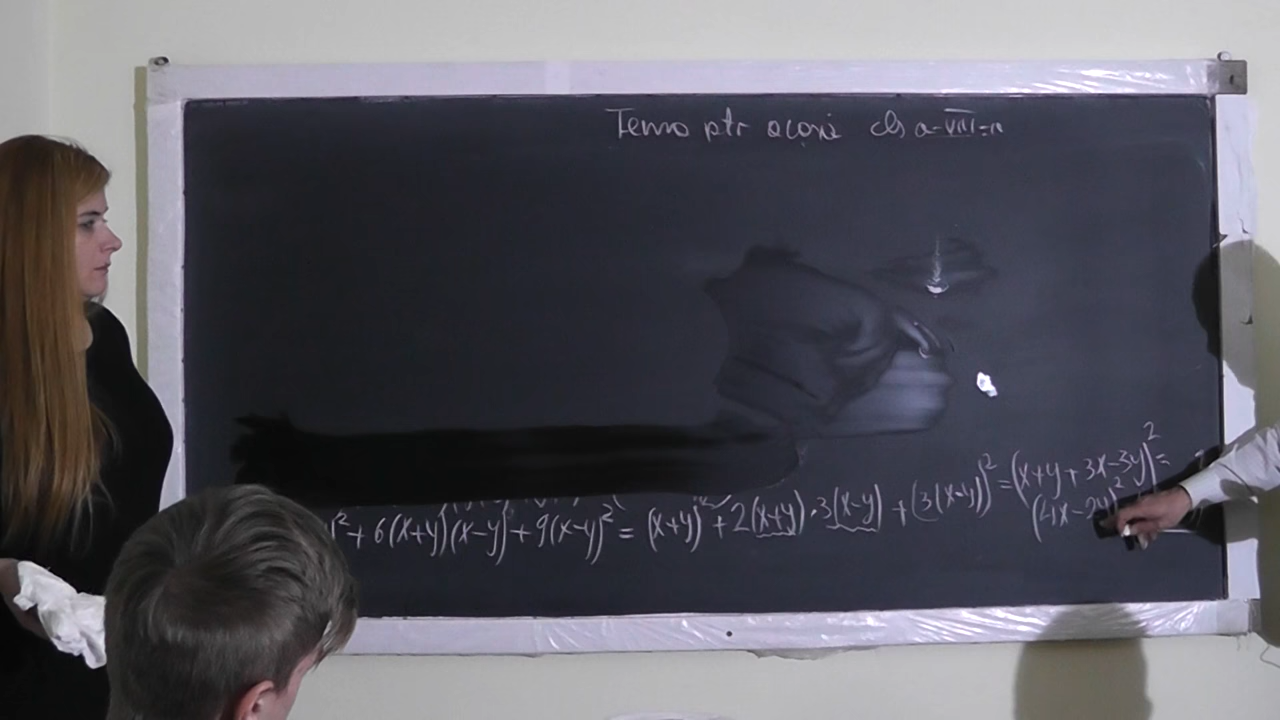 Tema ptr acasă cls a-VIII-a
)² + 6(x+y)(x-y) + 9(x-y)² = (x+y)² + 2(x+y)·3(x-y) + (3(x-y))² = (x+y+3x-3y)² =
(4x-2y)²